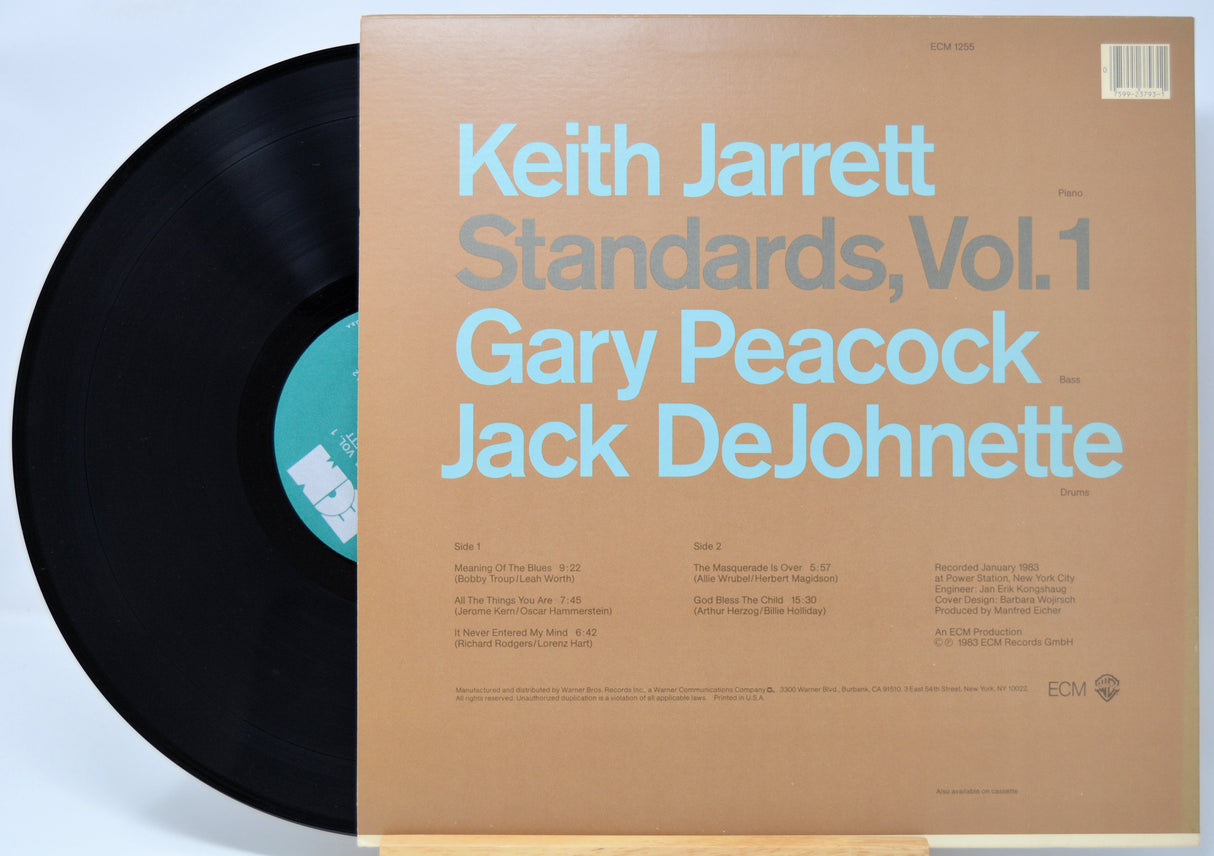 ECM 1255
0
7599-23793-1
Keith Jarrett
Piano
Standards, Vol. 1
Gary Peacock
Bass
Jack DeJohnette
Drums
Side 1
Meaning Of The Blues 9:22
(Bobby Troup/Leah Worth)
All The Things You Are 7:45
(Jerome Kern/Oscar Hammerstein)
It Never Entered My Mind 6:42
(Richard Rodgers/Lorenz Hart)
Side 2
The Masquerade Is Over 5:57
(Allie Wrubel/Herbert Magidson)
God Bless The Child 15:30
(Arthur Herzog/Billie Holliday)
Recorded January 1983
at Power Station, New York City
Engineer: Jan Erik Kongshaug
Cover Design: Barbara Wojirsch
Produced by Manfred Eicher
An ECM Production
©℗ 1983 ECM Records GmbH
Manufactured and distributed by Warner Bros. Records Inc., a Warner Communications Company, 3300 Warner Blvd., Burbank, CA 91510. 3 East 54th Street, New York, NY 10022.
All rights reserved. Unauthorized duplication is a violation of all applicable laws. Printed in U.S.A.
ECM
Also available on cassette
VOL. 1
ECM